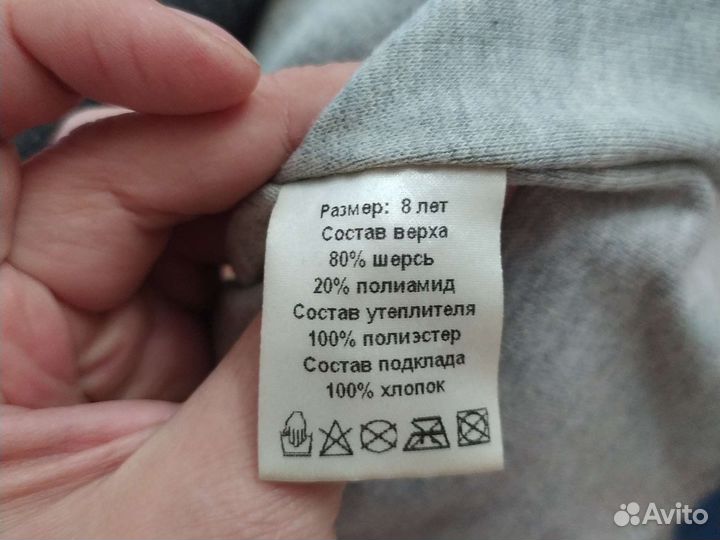 Размер: 8 лет
Состав верха
80% шерсь
20% полиамид
Состав утеплителя
100% полиэстер
Состав подклада
100% хлопок
Avito